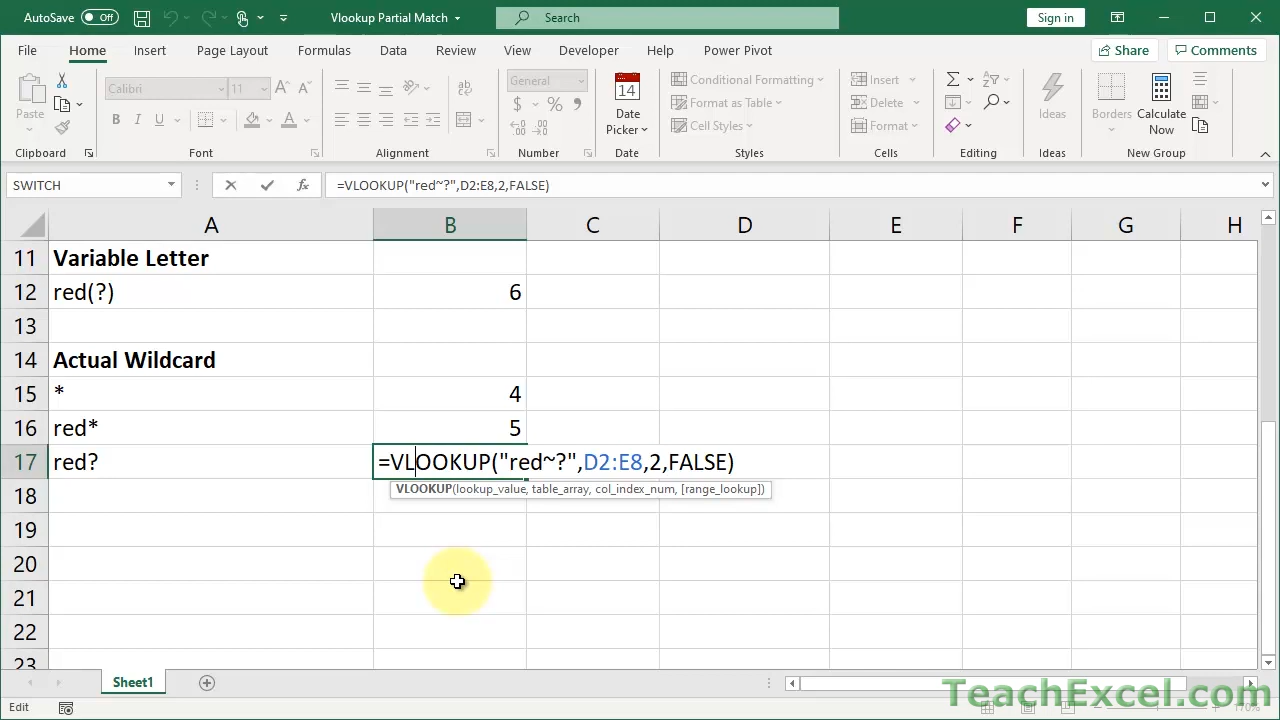 AutoSave Off Vlookup Partial Match Search Sign in
File Home Insert Page Layout Formulas Data Review View Developer Help Power Pivot Share Comments
Paste Calibri 11 General Conditional Formatting Insert
B I U $ % 9 Format as Table Delete
Date Picker Cell Styles Format Ideas Borders Calculate Now
14
Clipboard Font Alignment Number Date Styles Cells Editing Ideas New Group
SWITCH fx =VLOOKUP("red~?",D2:E8,2,FALSE)
A B C D E F G H
11 Variable Letter
12 red(?) 6
13
14 Actual Wildcard
15 * 4
16 red* 5
17 red? =VLOOKUP("red~?",D2:E8,2,FALSE)
VLOOKUP(lookup_value, table_array, col_index_num, [range_lookup])
18
19
20
21
22
23
Sheet1
TeachExcel.com
Edit 170%